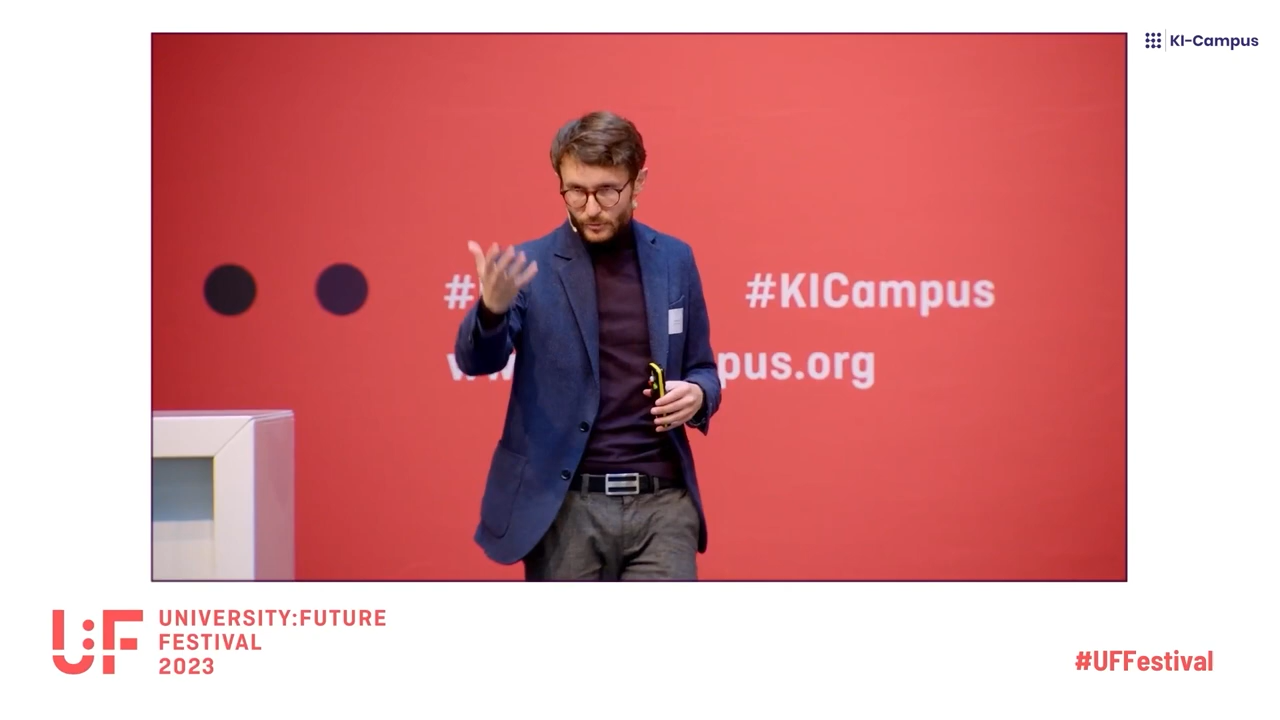 KI-Campus
# #KICampus
pus.org
U:F
UNIVERSITY:FUTURE
FESTIVAL
2023
#UFFestival